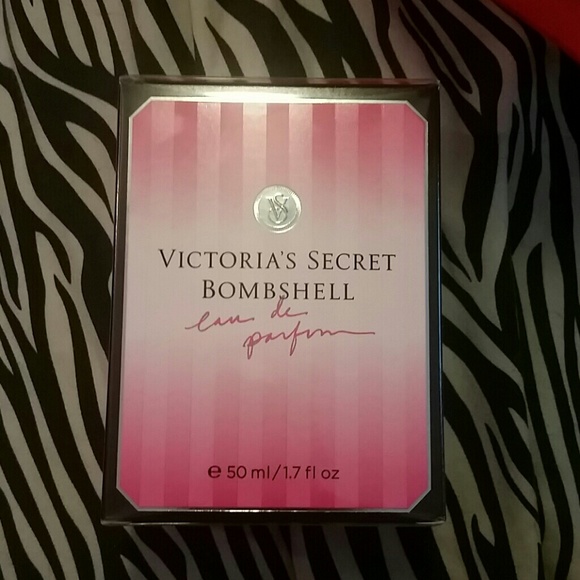 VS
VICTORIA'S SECRET
BOMBSHELL
eau de
parfum
e 50 ml/1.7 fl oz